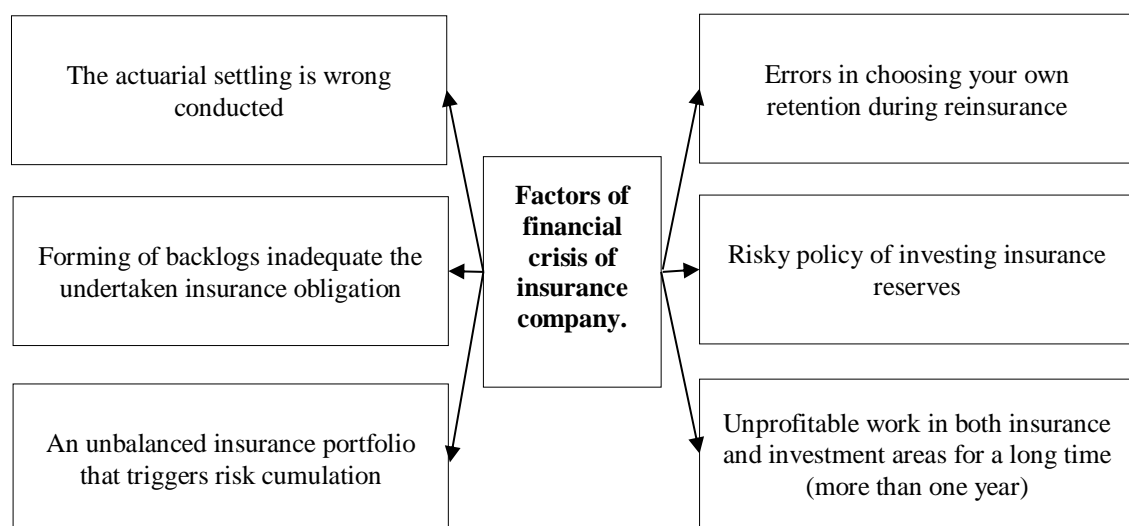 The actuarial settling is wrong
conducted
Forming of backlogs inadequate the
undertaken insurance obligation
An unbalanced insurance portfolio
that triggers risk cumulation
Factors of
financial
crisis of
insurance
company.
Errors in choosing your own
retention during reinsurance
Risky policy of investing insurance
reserves
Unprofitable work in both insurance
and investment areas for a long time
(more than one year)